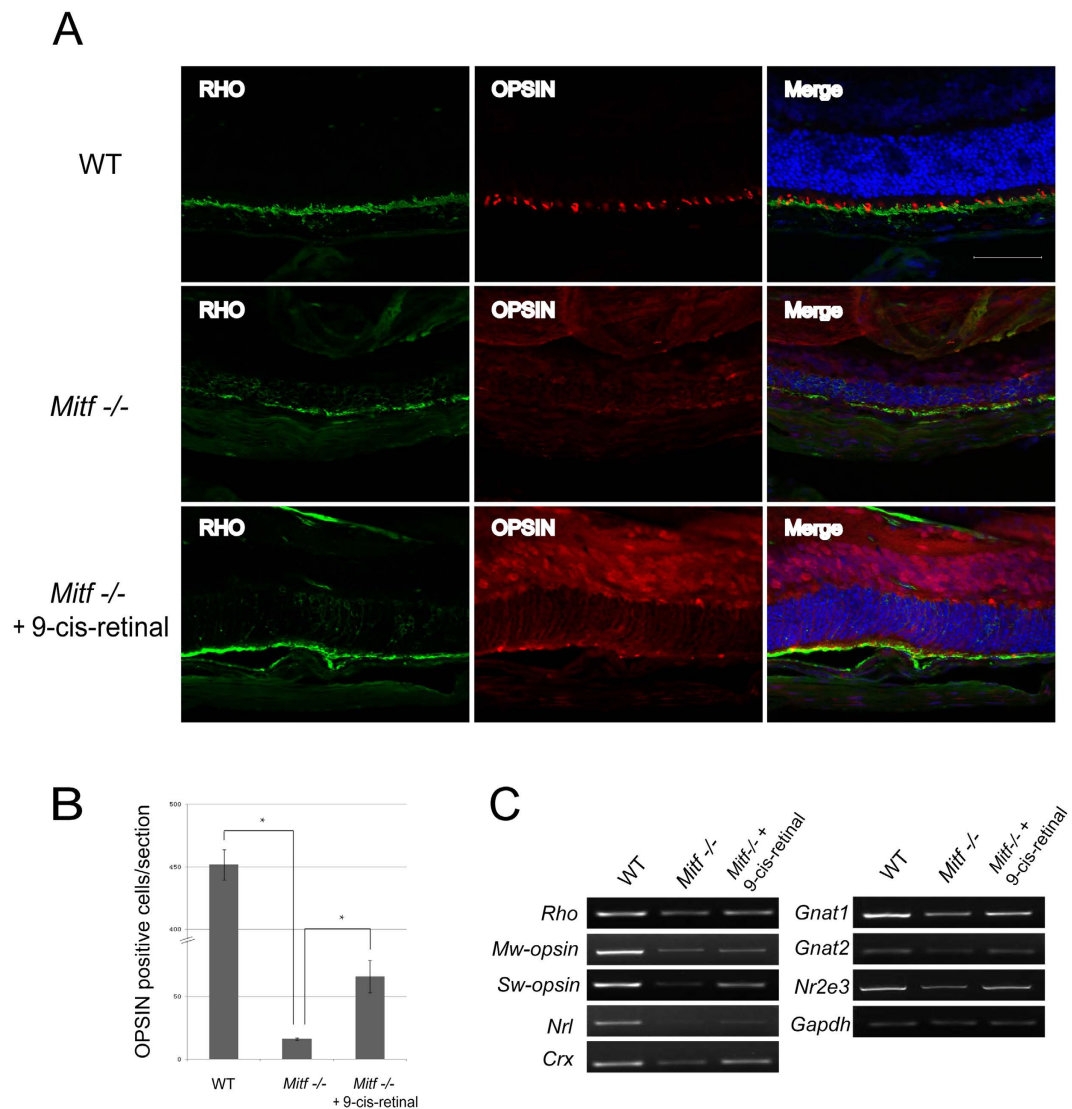 A
WT
RHO
OPSIN
Merge
Mitf -/-
RHO
OPSIN
Merge
Mitf -/-
+ 9-cis-retinal
RHO
OPSIN
Merge
B
OPSIN positive cells/section
500
450
400
50
0
*
*
WT
Mitf -/-
Mitf -/-
+ 9-cis-retinal
C
WT
Mitf -/-
Mitf-/- +
9-cis-retinal
Rho
Mw-opsin
Sw-opsin
Nrl
Crx
WT
Mitf -/-
Mitf-/- +
9-cis-retinal
Gnat1
Gnat2
Nr2e3
Gapdh